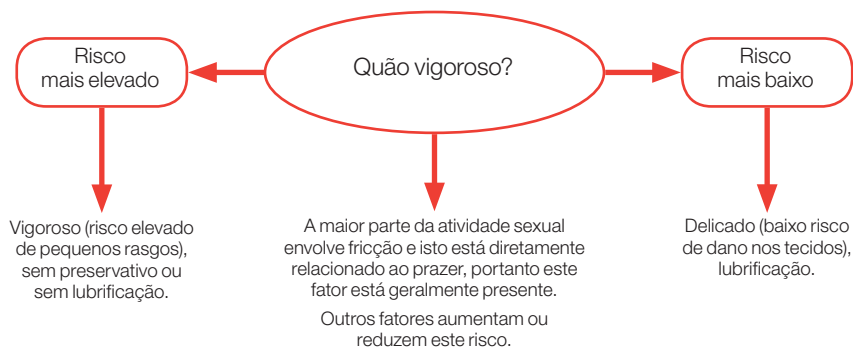 Risco
mais elevado
Quão vigoroso?
Risco
mais baixo
Vigoroso (risco elevado
de pequenos rasgos),
sem preservativo ou
sem lubrificação.
A maior parte da atividade sexual
envolve fricção e isto está diretamente
relacionado ao prazer, portanto este
fator está geralmente presente.
Outros fatores aumentam ou
reduzem este risco.
Delicado (baixo risco
de dano nos tecidos),
lubrificação.